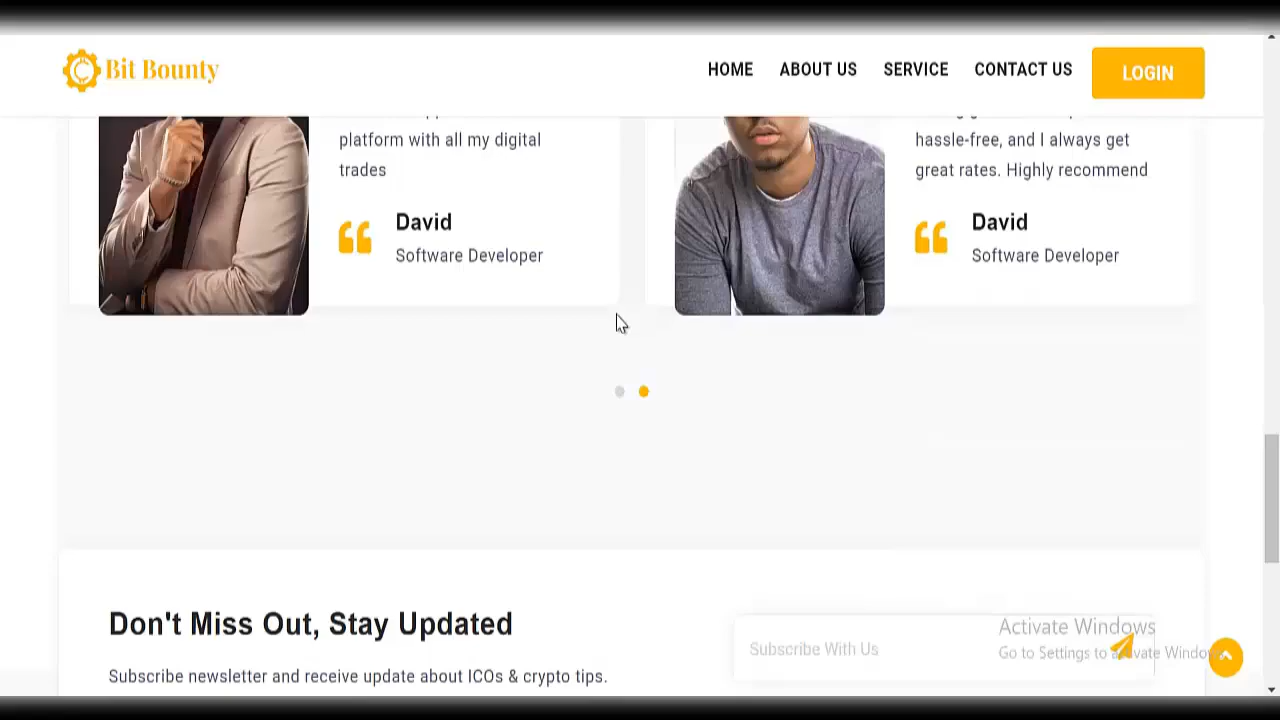 Bit Bounty
HOME ABOUT US SERVICE CONTACT US LOGIN
platform with all my digital
trades
David
Software Developer
hassle-free, and I always get
great rates. Highly recommend
David
Software Developer
Don't Miss Out, Stay Updated
Subscribe newsletter and receive update about ICOs & crypto tips.
Subscribe With Us
Activate Windows
Go to Settings to activate Windows